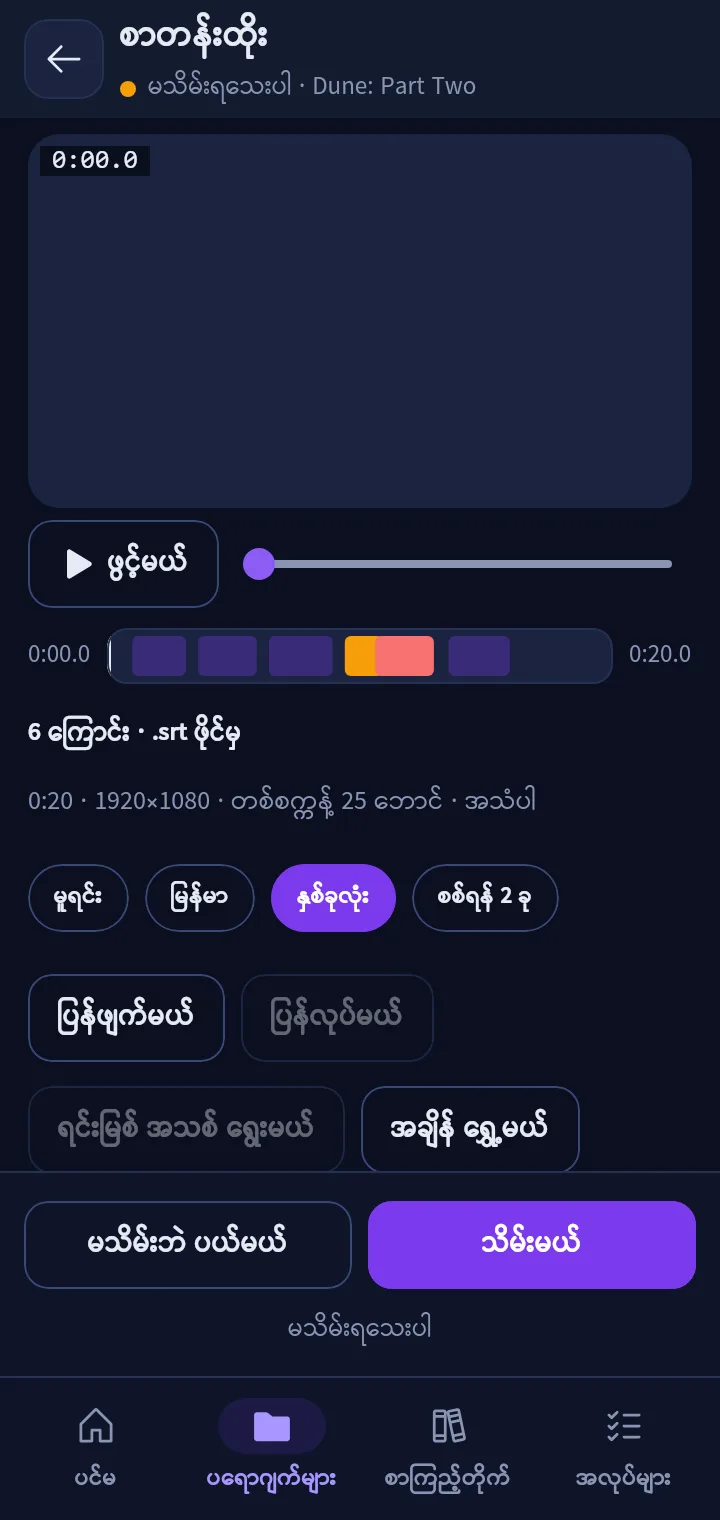 စာတန်းထိုး
မသိမ်းရသေးပါ · Dune: Part Two
0:00.0
ဖွင့်မယ်
0:00.0
0:20.0
6 ကြောင်း · .srt ဖိုင်မှ
0:20 · 1920×1080 · တစ်စက္ကန့် 25 ဘောင် · အသံပါ
မူရင်း မြန်မာ နှစ်ခုလုံး စစ်ရန် 2 ခု
ပြန်ဖျက်မယ် ပြန်လုပ်မယ်
ရင်းမြစ် အသစ် ရွေးမယ် အချိန် ရွှေ့မယ်
မသိမ်းဘဲ ပယ်မယ် သိမ်းမယ်
မသိမ်းရသေးပါ
ပင်မ ပရောဂျက်များ စာကြည့်တိုက် အလုပ်များ